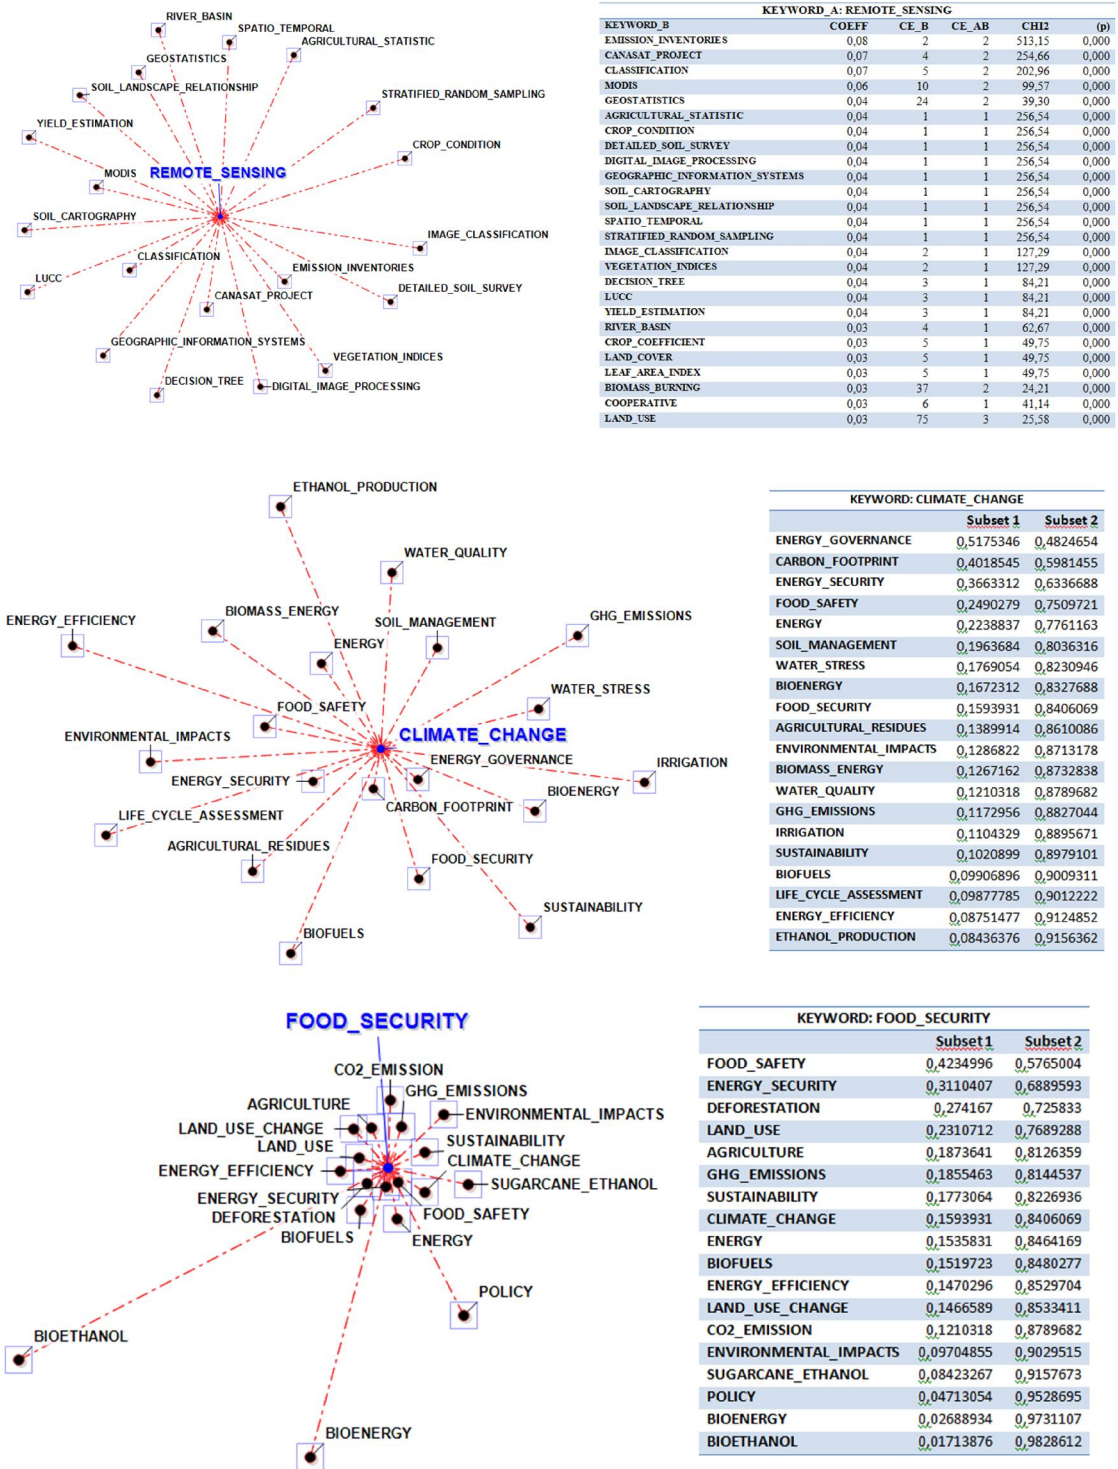 RIVER_BASIN
SPATIO_TEMPORAL
AGRICULTURAL_STATISTIC
GEOSTATISTICS
SOIL_LANDSCAPE_RELATIONSHIP
STRATIFIED_RANDOM_SAMPLING
YIELD_ESTIMATION
CROP_CONDITION
MODIS
REMOTE_SENSING
SOIL_CARTOGRAPHY
IMAGE_CLASSIFICATION
CLASSIFICATION
EMISSION_INVENTORIES
LUCC
DETAILED_SOIL_SURVEY
CANASAT_PROJECT
GEOGRAPHIC_INFORMATION_SYSTEMS
VEGETATION_INDICES
DECISION_TREE
DIGITAL_IMAGE_PROCESSING
KEYWORD_A: REMOTE_SENSING
KEYWORD_B COEFF CE_B CE_AB CHI2 (p)
EMISSION_INVENTORIES 0,08 2 2 513,15 0,000
CANASAT_PROJECT 0,07 4 2 254,66 0,000
CLASSIFICATION 0,07 5 2 202,96 0,000
MODIS 0,06 10 2 99,57 0,000
GEOSTATISTICS 0,04 24 2 39,30 0,000
AGRICULTURAL_STATISTIC 0,04 1 1 256,54 0,000
CROP_CONDITION 0,04 1 1 256,54 0,000
DETAILED_SOIL_SURVEY 0,04 1 1 256,54 0,000
DIGITAL_IMAGE_PROCESSING 0,04 1 1 256,54 0,000
GEOGRAPHIC_INFORMATION_SYSTEMS 0,04 1 1 256,54 0,000
SOIL_CARTOGRAPHY 0,04 1 1 256,54 0,000
SOIL_LANDSCAPE_RELATIONSHIP 0,04 1 1 256,54 0,000
SPATIO_TEMPORAL 0,04 1 1 256,54 0,000
STRATIFIED_RANDOM_SAMPLING 0,04 1 1 256,54 0,000
IMAGE_CLASSIFICATION 0,04 2 1 127,29 0,000
VEGETATION_INDICES 0,04 2 1 127,29 0,000
DECISION_TREE 0,04 3 1 84,21 0,000
LUCC 0,04 3 1 84,21 0,000
YIELD_ESTIMATION 0,04 3 1 84,21 0,000
RIVER_BASIN 0,03 4 1 62,67 0,000
CROP_COEFFICIENT 0,03 5 1 49,75 0,000
LAND_COVER 0,03 5 1 49,75 0,000
LEAF_AREA_INDEX 0,03 5 1 49,75 0,000
BIOMASS_BURNING 0,03 37 2 24,21 0,000
COOPERATIVE 0,03 6 1 41,14 0,000
LAND_USE 0,03 75 3 25,58 0,000
ETHANOL_PRODUCTION
WATER_QUALITY
BIOMASS_ENERGY
GHG_EMISSIONS
ENERGY_EFFICIENCY
SOIL_MANAGEMENT
ENERGY
WATER_STRESS
FOOD_SAFETY
ENVIRONMENTAL_IMPACTS
CLIMATE_CHANGE
ENERGY_GOVERNANCE
IRRIGATION
ENERGY_SECURITY
BIOENERGY
CARBON_FOOTPRINT
LIFE_CYCLE_ASSESSMENT
AGRICULTURAL_RESIDUES
FOOD_SECURITY
SUSTAINABILITY
BIOFUELS
KEYWORD: CLIMATE_CHANGE
Subset 1 Subset 2
ENERGY_GOVERNANCE 0,5175346 0,4824654
CARBON_FOOTPRINT 0,4018545 0,5981455
ENERGY_SECURITY 0,3663312 0,6336688
FOOD_SAFETY 0,2490279 0,7509721
ENERGY 0,2238837 0,7761163
SOIL_MANAGEMENT 0,1963684 0,8036316
WATER_STRESS 0,1769054 0,8230946
BIOENERGY 0,1672312 0,8327688
FOOD_SECURITY 0,1593931 0,8406069
AGRICULTURAL_RESIDUES 0,1389914 0,8610086
ENVIRONMENTAL_IMPACTS 0,1286822 0,8713178
BIOMASS_ENERGY 0,1267162 0,8732838
WATER_QUALITY 0,1210318 0,8789682
GHG_EMISSIONS 0,1172956 0,8827044
IRRIGATION 0,1104329 0,8895671
SUSTAINABILITY 0,1020899 0,8979101
BIOFUELS 0,09906896 0,9009311
LIFE_CYCLE_ASSESSMENT 0,09877785 0,9012222
ENERGY_EFFICIENCY 0,08751477 0,9124852
ETHANOL_PRODUCTION 0,08436376 0,9156362
FOOD_SECURITY
CO2_EMISSION
GHG_EMISSIONS
AGRICULTURE
ENVIRONMENTAL_IMPACTS
LAND_USE_CHANGE
SUSTAINABILITY
LAND_USE
CLIMATE_CHANGE
ENERGY_EFFICIENCY
SUGARCANE_ETHANOL
ENERGY_SECURITY
FOOD_SAFETY
DEFORESTATION
BIOFUELS
ENERGY
POLICY
BIOETHANOL
BIOENERGY
KEYWORD: FOOD_SECURITY
Subset 1 Subset 2
FOOD_SAFETY 0,4234996 0,5765004
ENERGY_SECURITY 0,3110407 0,6889593
DEFORESTATION 0,274167 0,725833
LAND_USE 0,2310712 0,7689288
AGRICULTURE 0,1873641 0,8126359
GHG_EMISSIONS 0,1855463 0,8144537
SUSTAINABILITY 0,1773064 0,8226936
CLIMATE_CHANGE 0,1593931 0,8406069
ENERGY 0,1535831 0,8464169
BIOFUELS 0,1519723 0,8480277
ENERGY_EFFICIENCY 0,1470296 0,8529704
LAND_USE_CHANGE 0,1466589 0,8533411
CO2_EMISSION 0,1210318 0,8789682
ENVIRONMENTAL_IMPACTS 0,09704855 0,9029515
SUGARCANE_ETHANOL 0,08423267 0,9157673
POLICY 0,04713054 0,9528695
BIOENERGY 0,02688934 0,9731107
BIOETHANOL 0,01713876 0,9828612